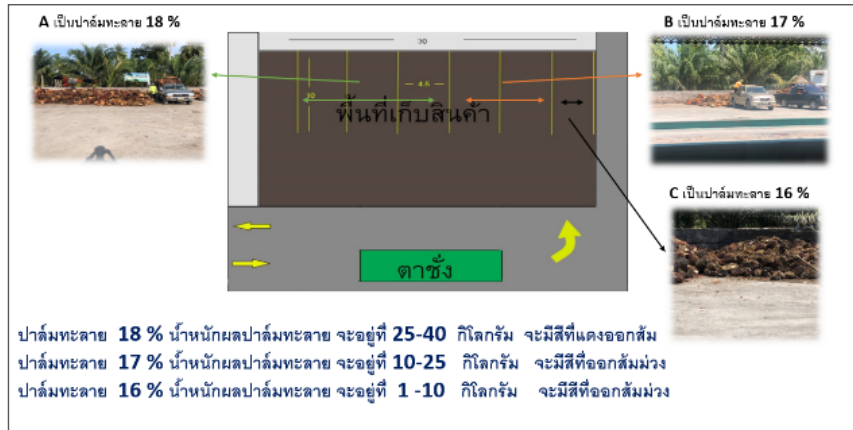 A เป็นปาล์มทะลาย 18 %
B เป็นปาล์มทะลาย 17 %
30
4.6
10
พื้นที่เก็บสินค้า
C เป็นปาล์มทะลาย 16 %
ตาชั่ง
ปาล์มทะลาย 18 % น้ำหนักผลปาล์มทะลาย จะอยู่ที่ 25-40 กิโลกรัม จะมีสีที่แดงออกส้ม
ปาล์มทะลาย 17 % น้ำหนักผลปาล์มทะลาย จะอยู่ที่ 10-25 กิโลกรัม จะมีสีที่ออกส้มม่วง
ปาล์มทะลาย 16 % น้ำหนักผลปาล์มทะลาย จะอยู่ที่ 1 -10 กิโลกรัม จะมีสีที่ออกส้มม่วง